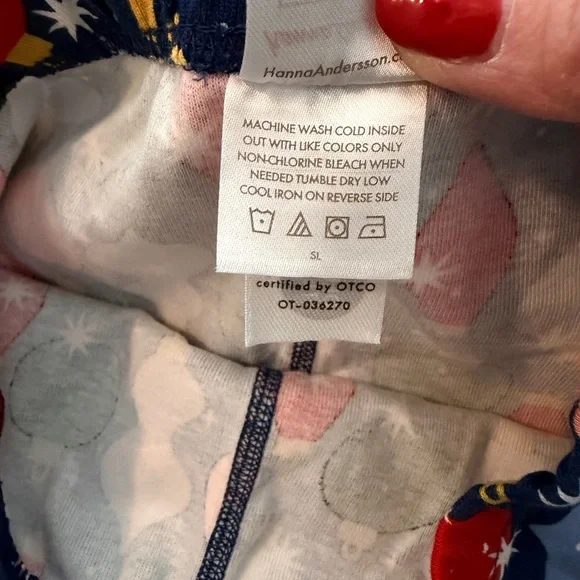 HannaAndersson.c
MACHINE WASH COLD INSIDE
OUT WITH LIKE COLORS ONLY
NON-CHLORINE BLEACH WHEN
NEEDED TUMBLE DRY LOW
COOL IRON ON REVERSE SIDE
SL
certified by OTCO
OT-036270